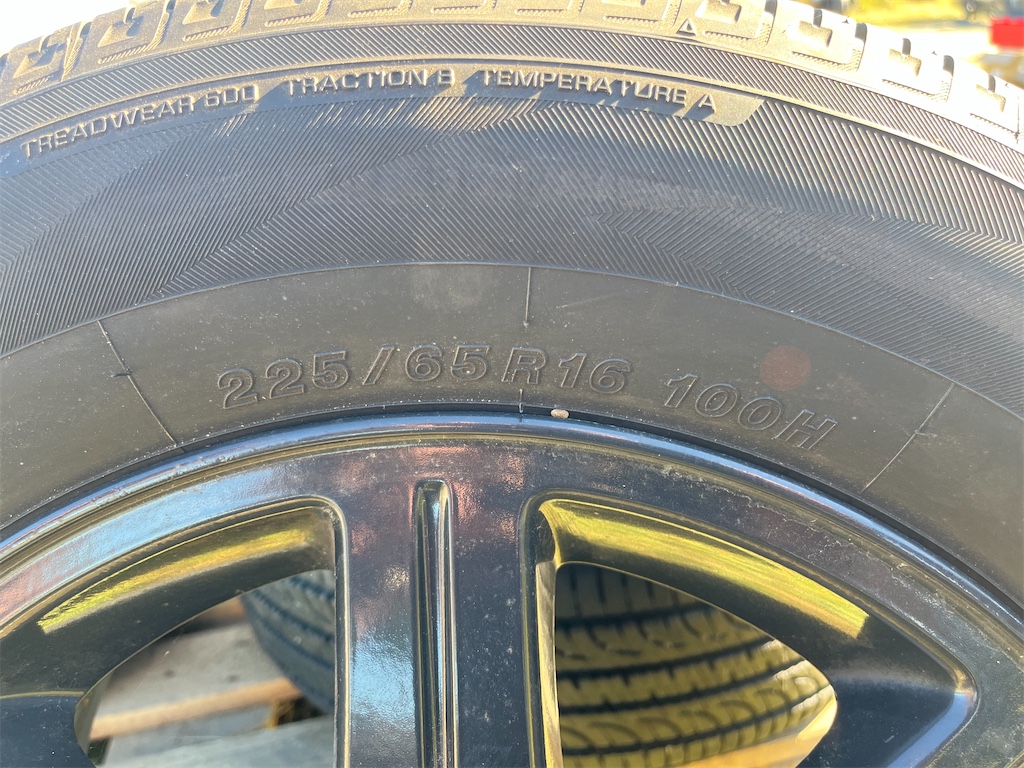 TREADWEAR 600 TRACTION B TEMPERATURE A
225/65R16 100H